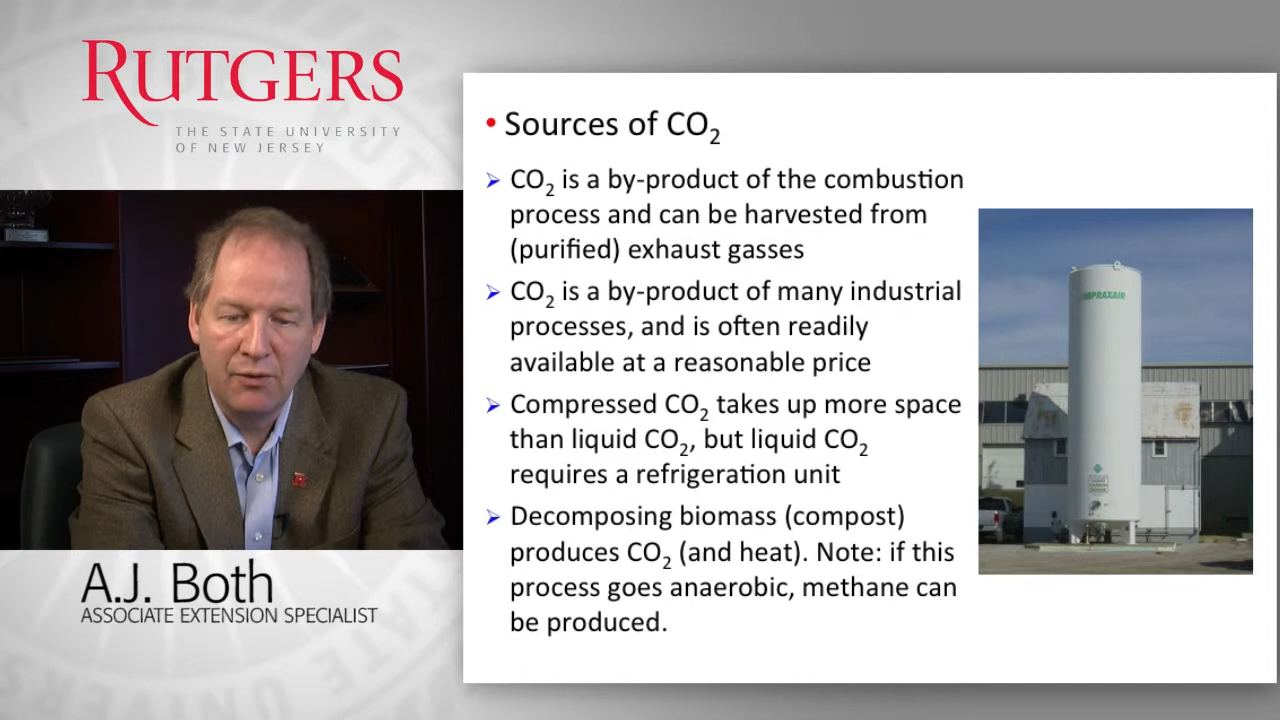 RUTGERS
THE STATE UNIVERSITY
OF NEW JERSEY
• Sources of CO₂
➢ CO₂ is a by-product of the combustion
process and can be harvested from
(purified) exhaust gasses
➢ CO₂ is a by-product of many industrial
processes, and is often readily
available at a reasonable price
➢ Compressed CO₂ takes up more space
than liquid CO₂, but liquid CO₂
requires a refrigeration unit
➢ Decomposing biomass (compost)
produces CO₂ (and heat). Note: if this
process goes anaerobic, methane can
be produced.
PRAXAIR
A.J. Both
ASSOCIATE EXTENSION SPECIALIST